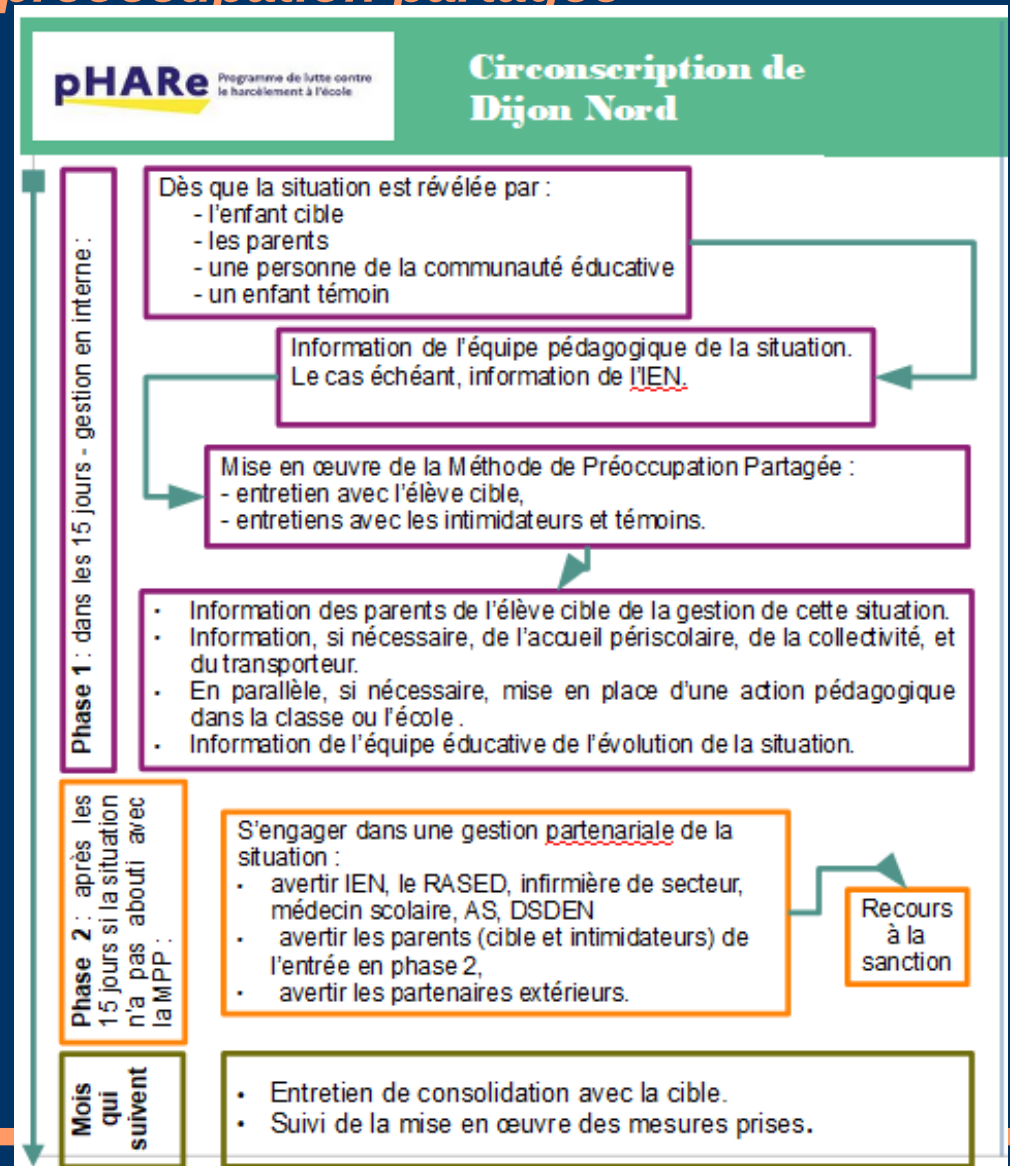 préoccupation partagée
pHARe Programme de lutte contre
le harcèlement à l'école
Circonscription de
Dijon Nord
Phase 1 : dans les 15 jours - gestion en interne :
Dès que la situation est révélée par :
- l'enfant cible
- les parents
- une personne de la communauté éducative
- un enfant témoin
Information de l'équipe pédagogique de la situation.
Le cas échéant, information de l'IEN.
Mise en œuvre de la Méthode de Préoccupation Partagée :
- entretien avec l'élève cible,
- entretiens avec les intimidateurs et témoins.
• Information des parents de l'élève cible de la gestion de cette situation.
• Information, si nécessaire, de l'accueil périscolaire, de la collectivité, et
du transporteur.
• En parallèle, si nécessaire, mise en place d'une action pédagogique
dans la classe ou l'école .
• Information de l'équipe éducative de l'évolution de la situation.
Phase 2 : après les
15 jours si la situation
n'a pas abouti avec
la MPP :
S'engager dans une gestion partenariale de la
situation :
• avertir IEN, le RASED, infirmière de secteur,
médecin scolaire, AS, DSDEN
• avertir les parents (cible et intimidateurs) de
l'entrée en phase 2,
• avertir les partenaires extérieurs.
Recours
à la
sanction
Mois
qui
suivent
• Entretien de consolidation avec la cible.
• Suivi de la mise en œuvre des mesures prises.